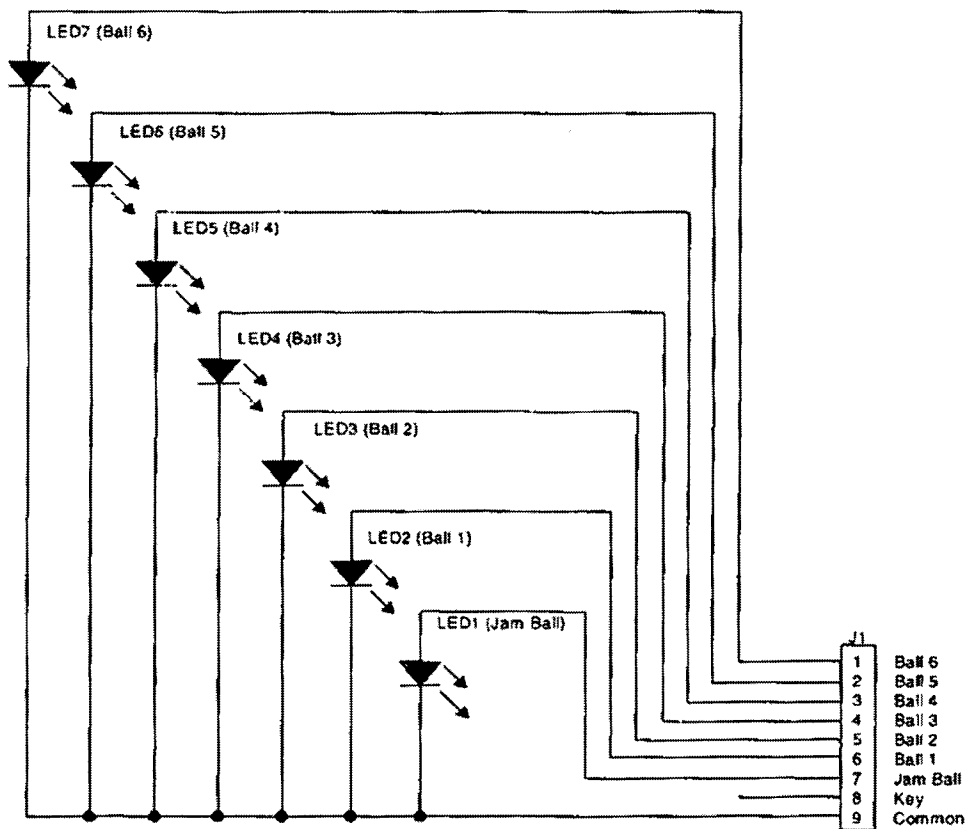 LED7 (Ball 6)
LED6 (Ball 5)
LED5 (Ball 4)
LED4 (Ball 3)
LED3 (Ball 2)
LED2 (Ball 1)
LED1 (Jam Ball)
J1
1 Ball 6
2 Ball 5
3 Ball 4
4 Ball 3
5 Ball 2
6 Ball 1
7 Jam Ball
8 Key
9 Common